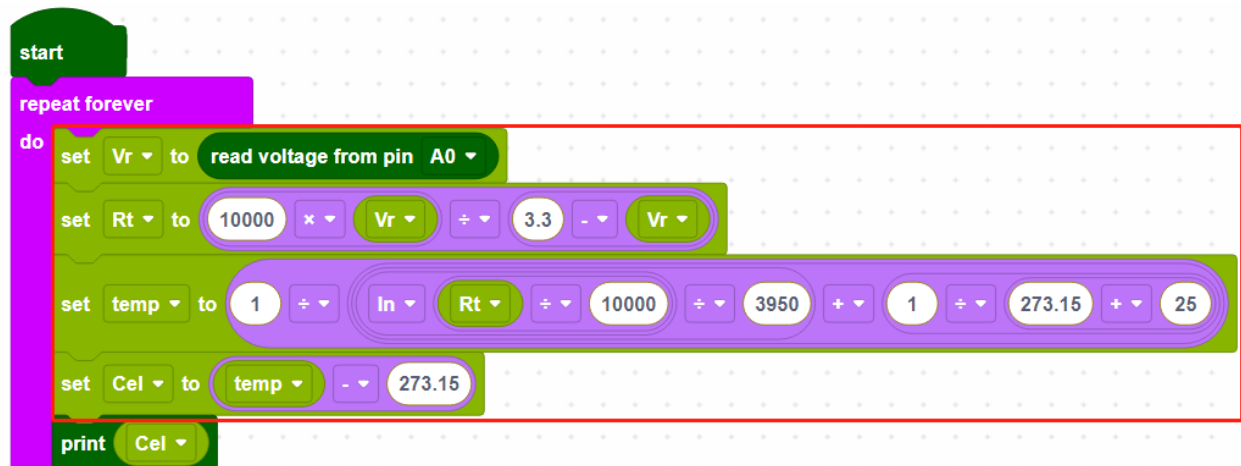 start
repeat forever
do
set Vr to read voltage from pin A0
set Rt to 10000 × Vr ÷ 3.3 - Vr
set temp to 1 ÷ In Rt ÷ 10000 ÷ 3950 + 1 ÷ 273.15 + 25
set Cel to temp - 273.15
print Cel